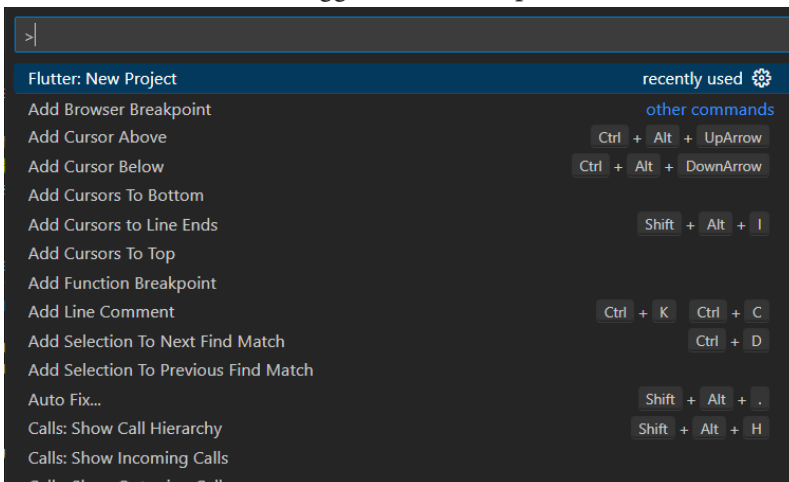 >
Flutter: New Project recently used
Add Browser Breakpoint other commands
Add Cursor Above Ctrl + Alt + UpArrow
Add Cursor Below Ctrl + Alt + DownArrow
Add Cursors To Bottom
Add Cursors to Line Ends Shift + Alt + I
Add Cursors To Top
Add Function Breakpoint
Add Line Comment Ctrl + K Ctrl + C
Add Selection To Next Find Match Ctrl + D
Add Selection To Previous Find Match
Auto Fix... Shift + Alt + .
Calls: Show Call Hierarchy Shift + Alt + H
Calls: Show Incoming Calls